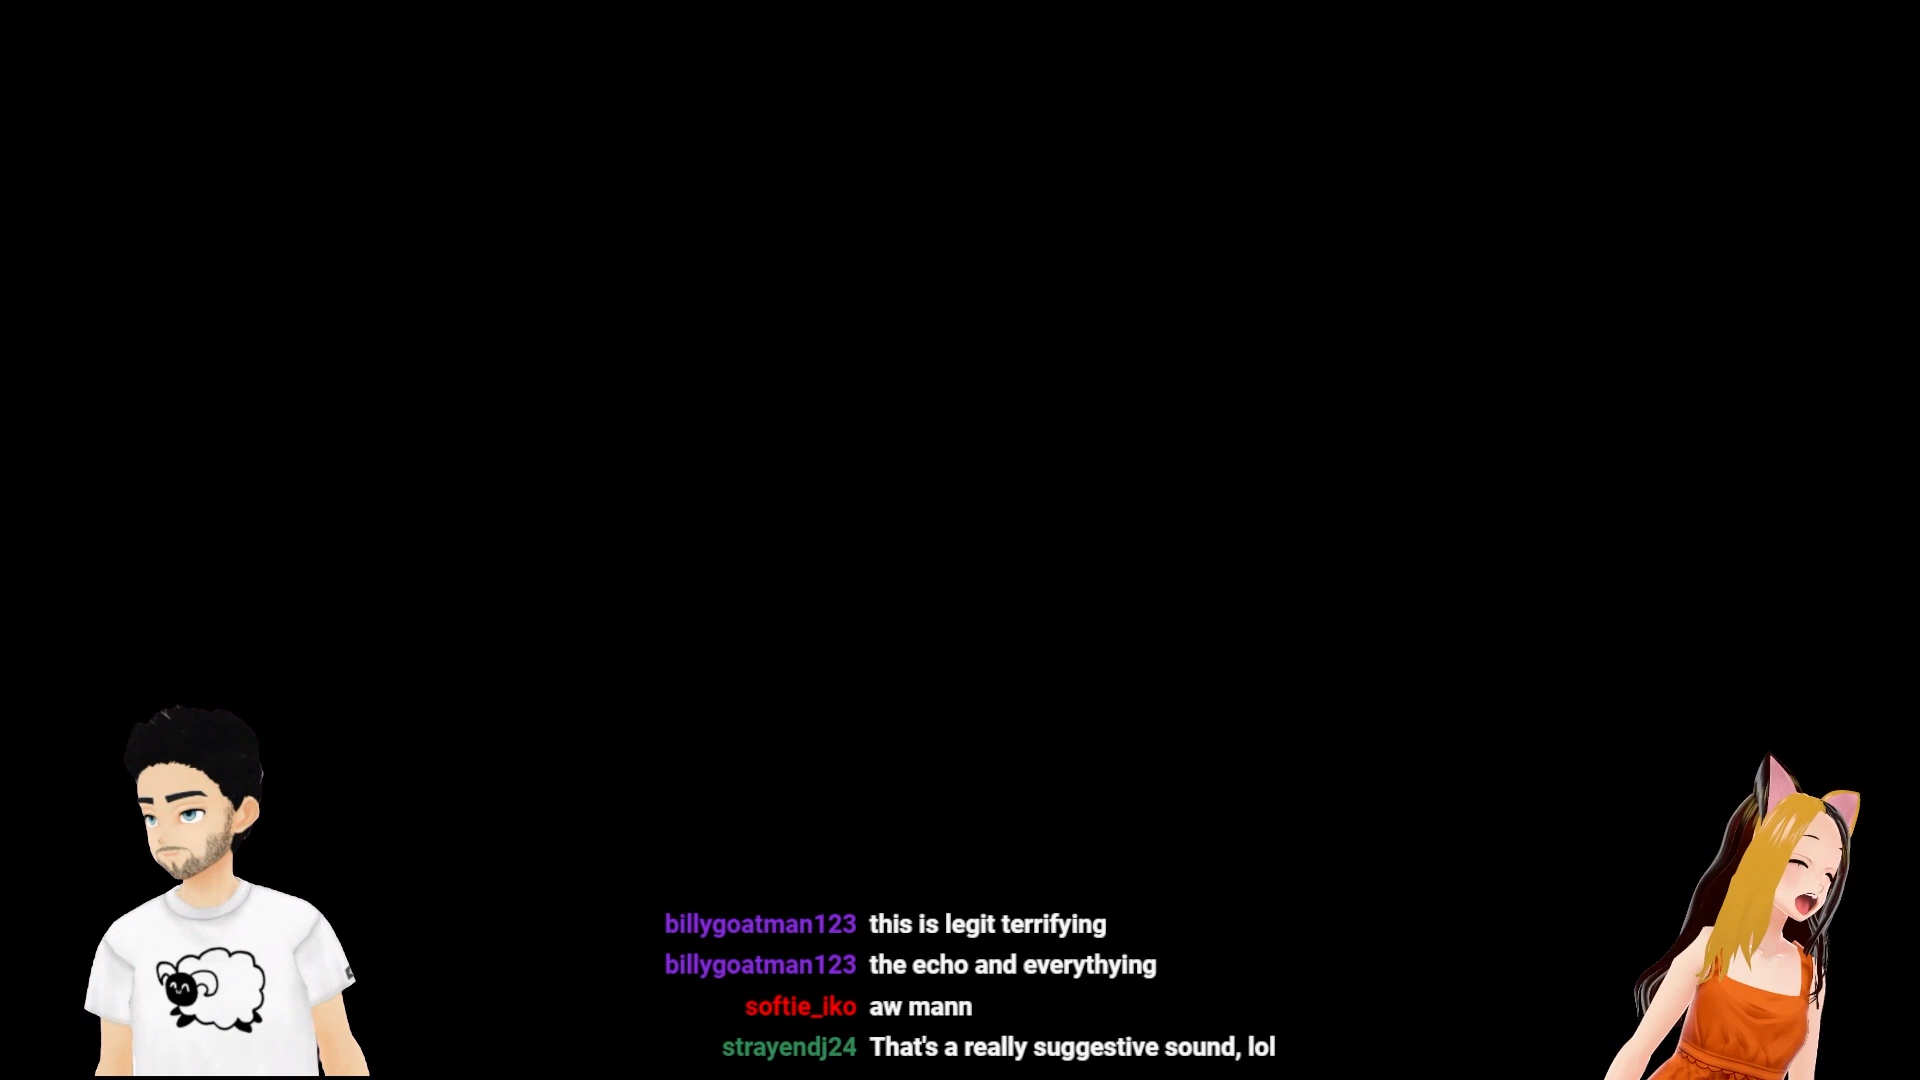 billygoatman123 this is legit terrifying
billygoatman123 the echo and everythying
softie_iko aw mann
strayendj24 That's a really suggestive sound, lol